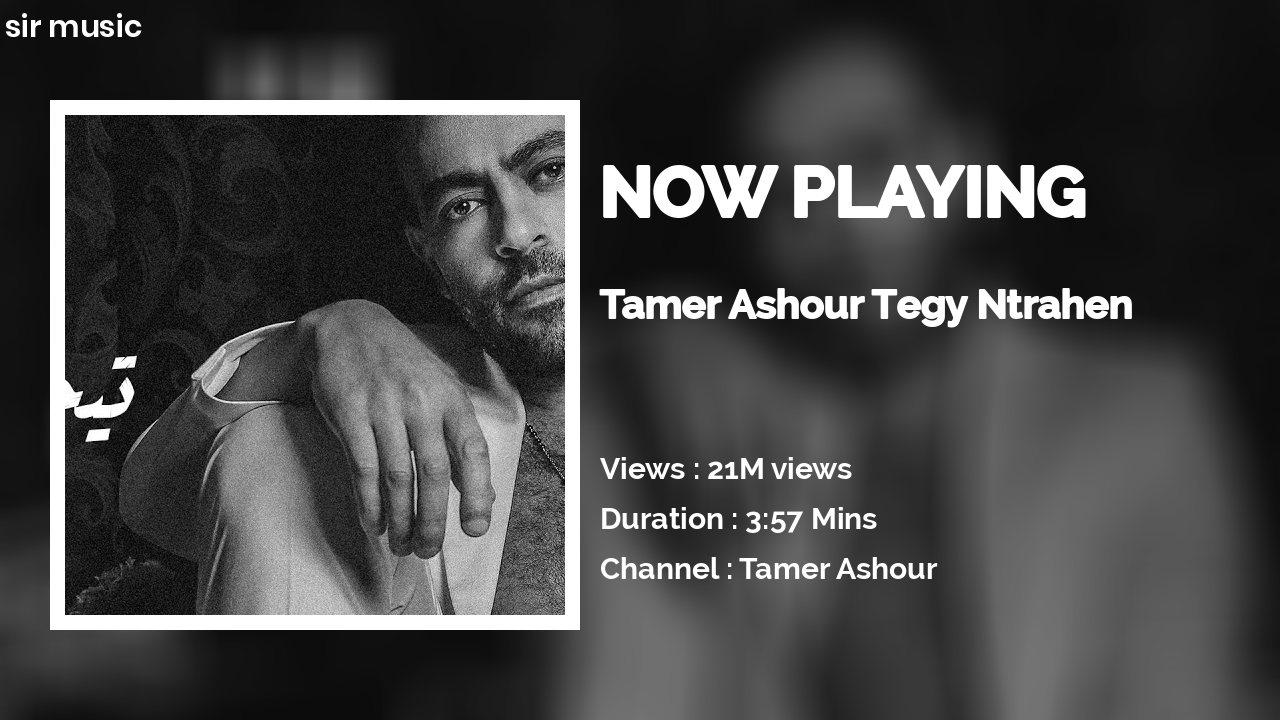 sir music
NOW PLAYING
Tamer Ashour Tegy Ntrahen
Views : 21M views
Duration : 3:57 Mins
Channel : Tamer Ashour